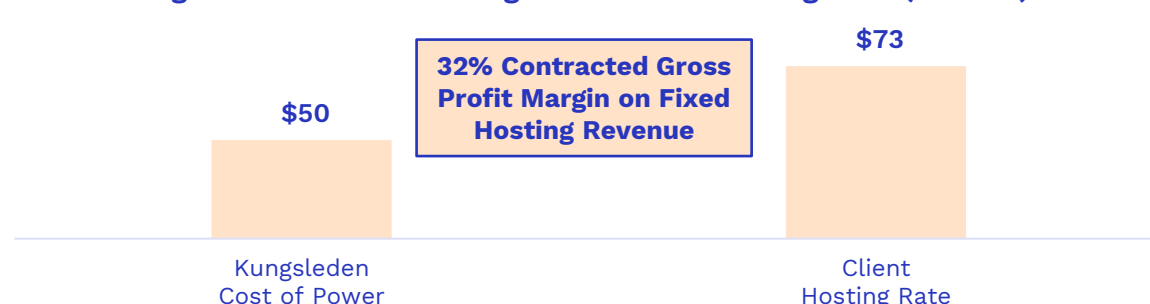 $73
32% Contracted Gross
Profit Margin on Fixed
Hosting Revenue
$50
Kungsleden
Cost of Power
Client
Hosting Rate